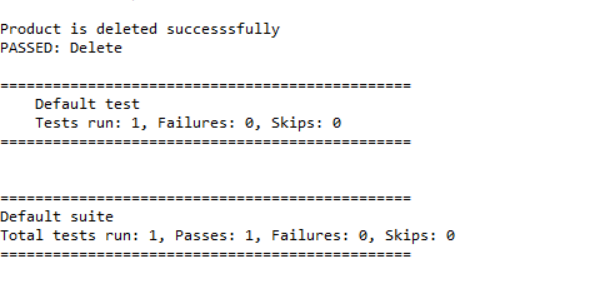 Product is deleted successsfully
PASSED: Delete
===============================================
Default test
Tests run: 1, Failures: 0, Skips: 0
===============================================
===============================================
Default suite
Total tests run: 1, Passes: 1, Failures: 0, Skips: 0
===============================================